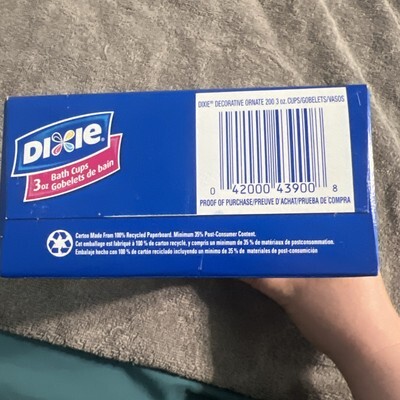 DIXIE®
Bath Cups
3 oz Gobelets de bain
DIXIE™ DECORATIVE ORNATE 200 3 oz. CUPS/GOBELETS/VASOS
0 42000 43900 8
PROOF OF PURCHASE/PREUVE D'ACHAT/PRUEBA DE COMPRA
Carton Made From 100% Recycled Paperboard. Minimum 35% Post-Consumer Content.
Cet emballage est fabriqué à 100 % de carton recyclé, y compris un minimum de 35 % de matériaux de postconsommation.
Embalaje hecho con 100 % de cartón reciclado incluyendo un mínimo de 35 % de materiales de post-consumición